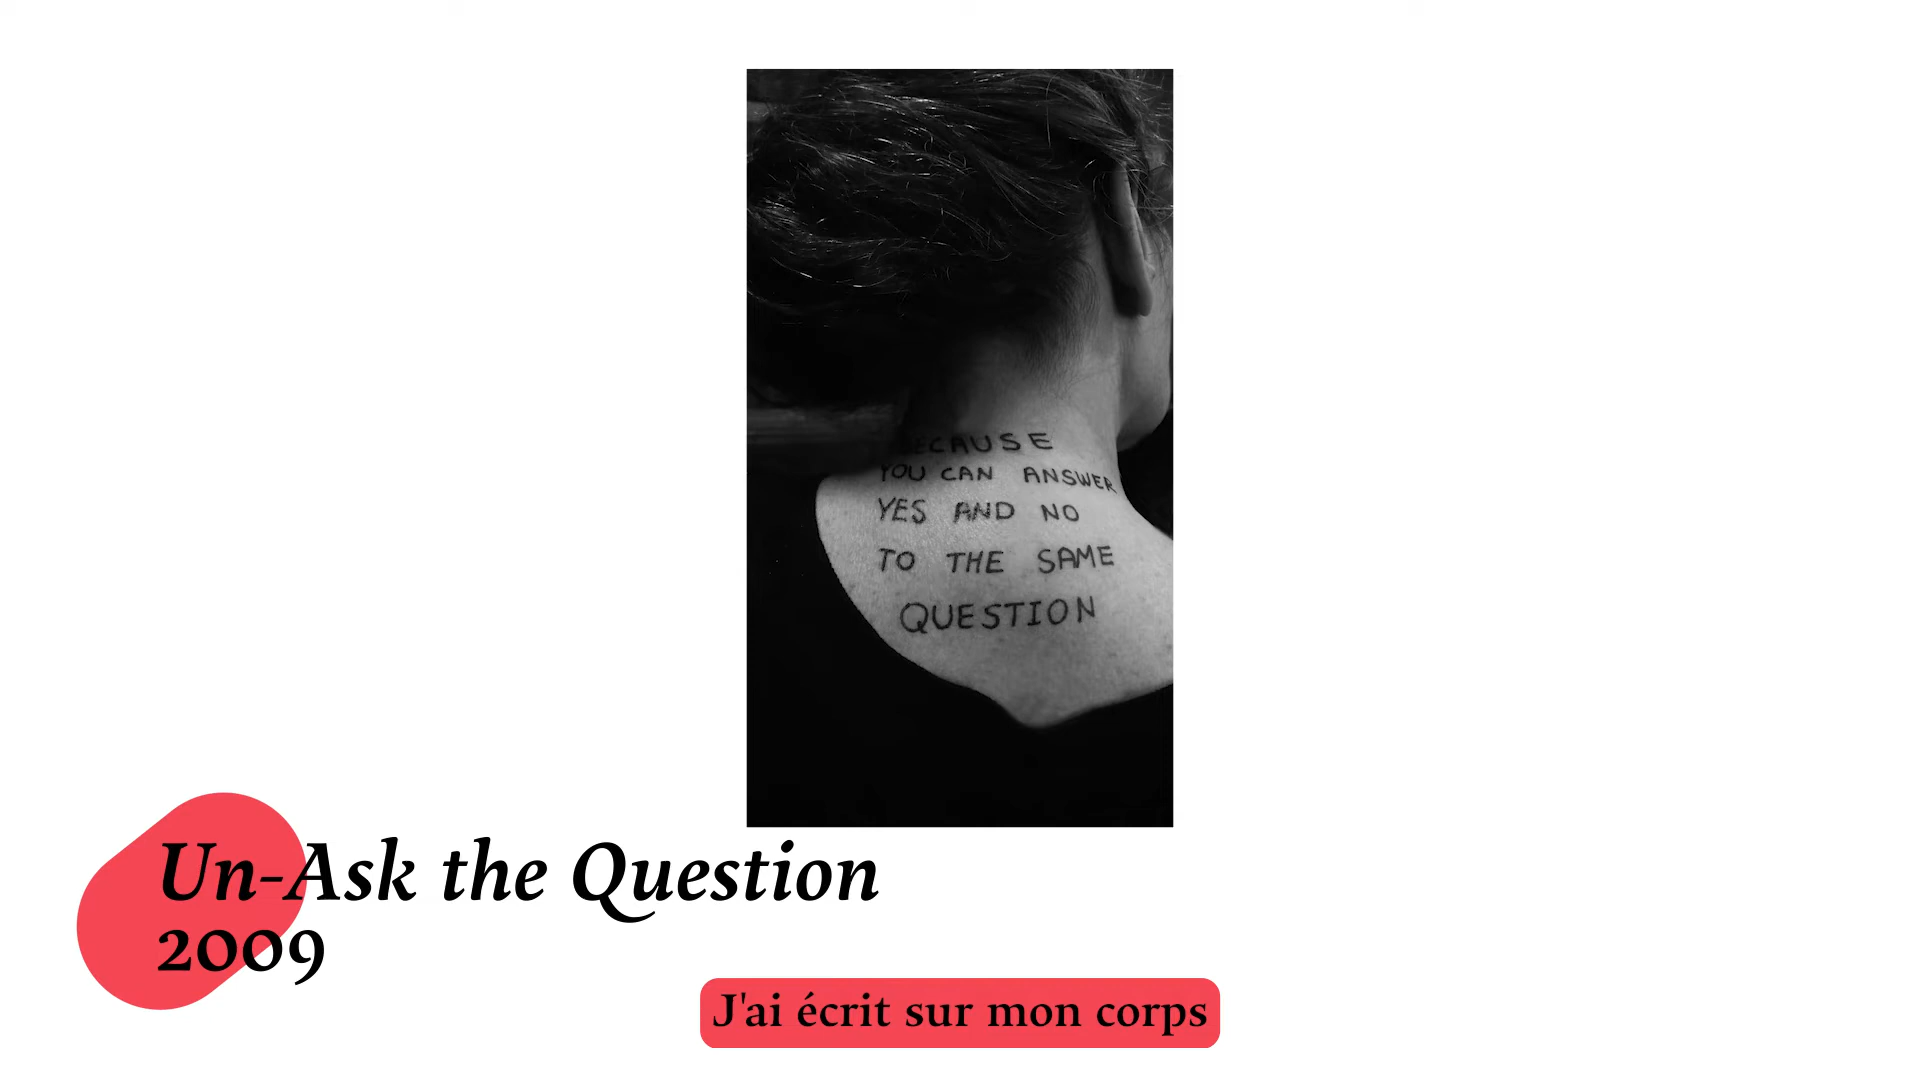 BECAUSE
YOU CAN ANSWER
YES AND NO
TO THE SAME
QUESTION
Un-Ask the Question
2009
J'ai écrit sur mon corps